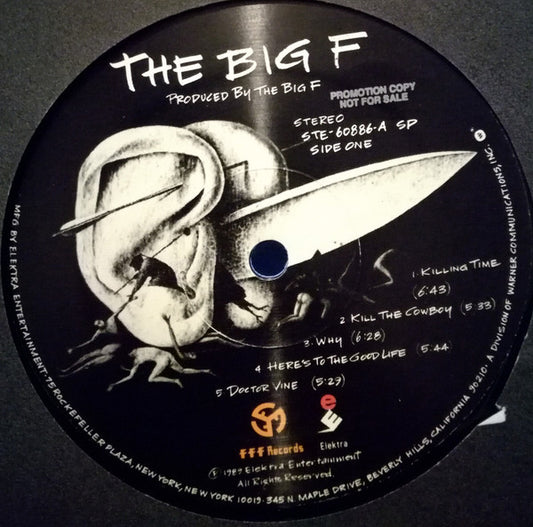 THE BIG F
PRODUCED BY THE BIG F
PROMOTION COPY
NOT FOR SALE
STEREO
STE-60886-A SP
SIDE ONE
1. KILLING TIME
(6:43)
2 KILL THE COWBOY (5:33)
3. WHY (6:28)
4 HERE'S TO THE GOOD LIFE (5:44)
5 DOCTOR VINE (5:27)
fff Records
e
Elektra
℗ 1989 Elektra Entertainment
All Rights Reserved.
MFG BY ELEKTRA ENTERTAINMENT·75 ROCKEFELLER PLAZA, NEW YORK, NEW YORK 10019·345 N. MAPLE DRIVE, BEVERLY HILLS, CALIFORNIA 90210·A DIVISION OF WARNER COMMUNICATIONS, INC.